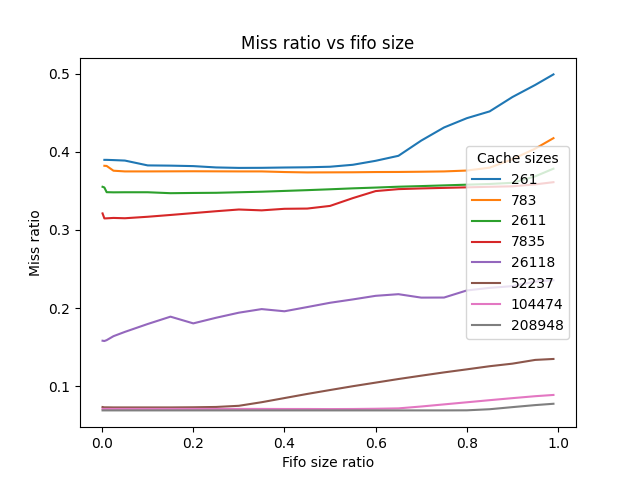 Miss ratio vs fifo size
Miss ratio
0.5
0.4
0.3
0.2
0.1
0.0 0.2 0.4 0.6 0.8 1.0
Fifo size ratio
Cache sizes
261
783
2611
7835
26118
52237
104474
208948